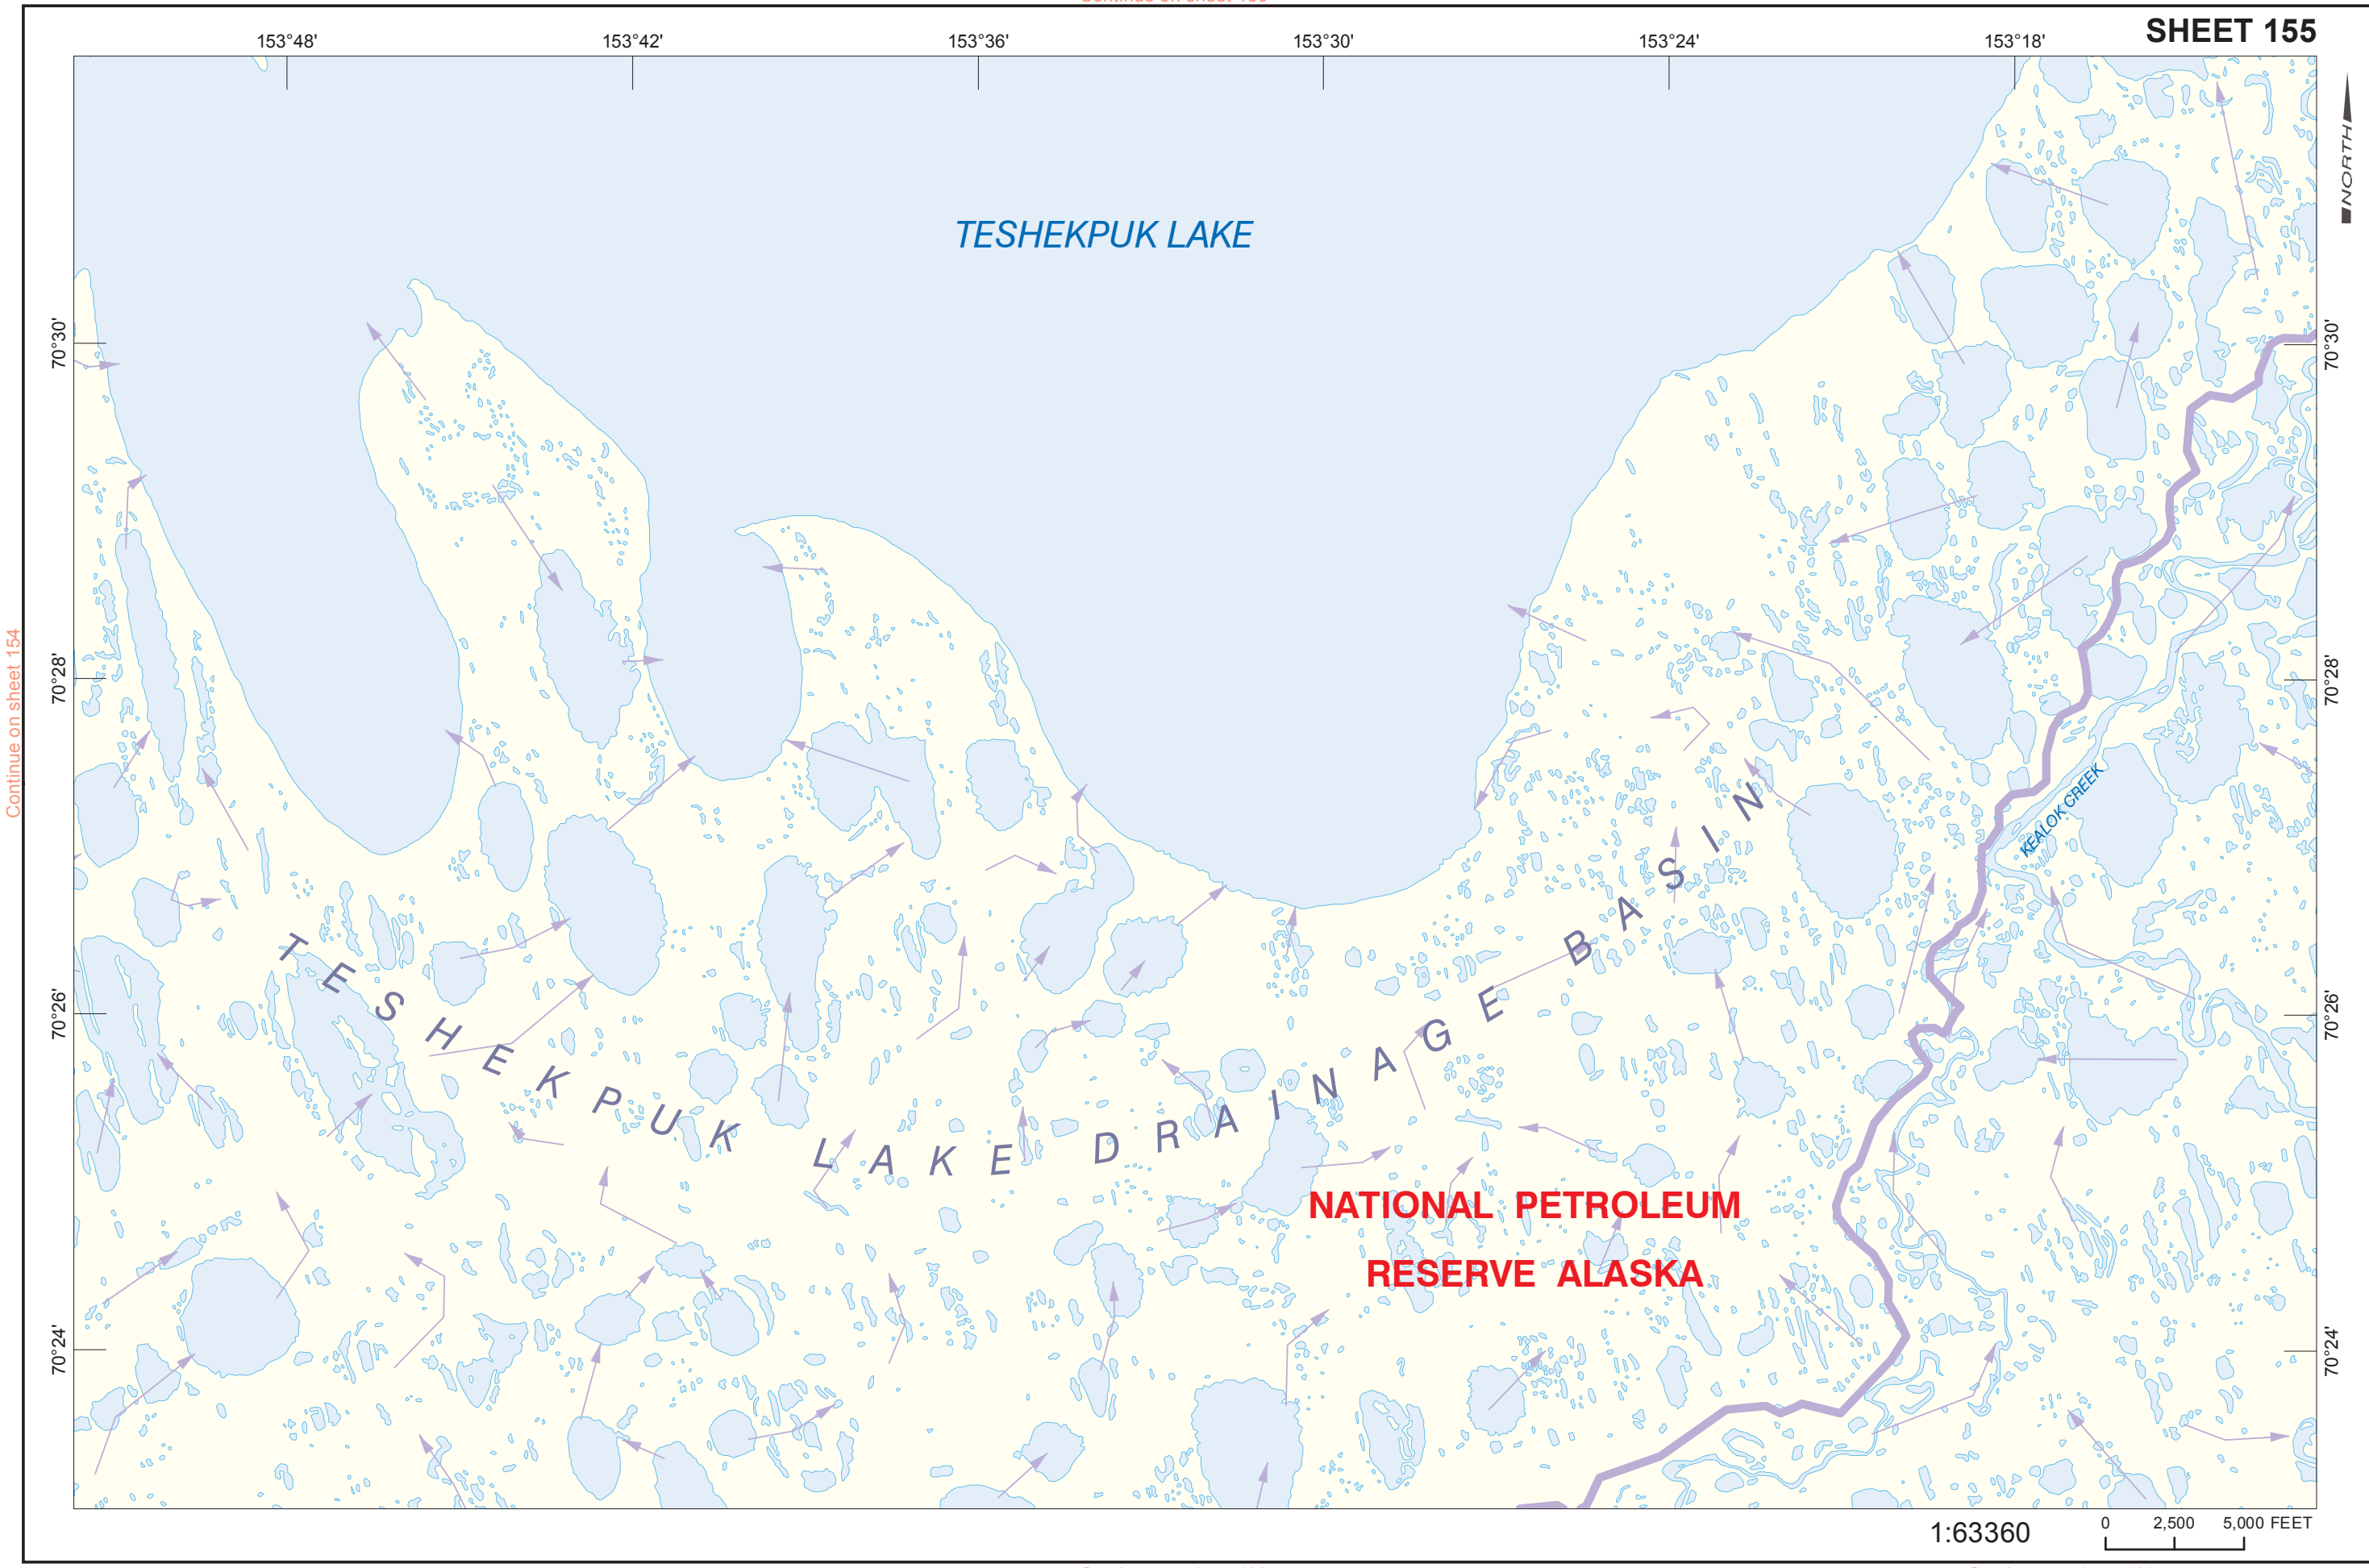 SHEET 155
153°48' 153°42' 153°36' 153°30' 153°24' 153°18'
NORTH
TESHEKPUK LAKE
70°30' 70°30'
Continue on sheet 154
70°28' 70°28'
KEALOK CREEK
TESHEKPUK LAKE DRAINAGE BASIN
70°26' 70°26'
NATIONAL PETROLEUM
RESERVE ALASKA
70°24' 70°24'
1:63360
0 2,500 5,000 FEET